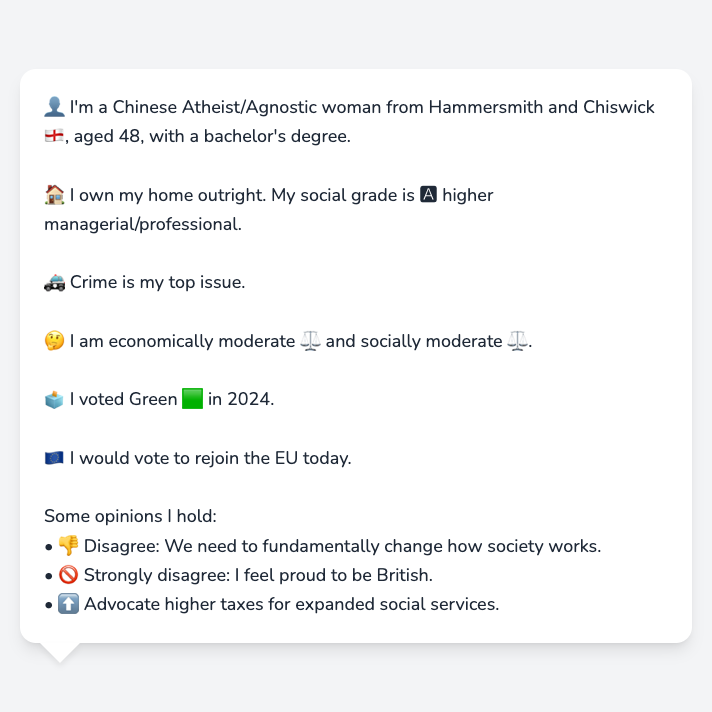 👤 I'm a Chinese Atheist/Agnostic woman from Hammersmith and Chiswick
🏴󠁧󠁢󠁥󠁮󠁧󠁿, aged 48, with a bachelor's degree.
🏠 I own my home outright. My social grade is 🅰 higher
managerial/professional.
🚓 Crime is my top issue.
🤔 I am economically moderate ⚖️ and socially moderate ⚖️.
🗳️ I voted Green 🟩 in 2024.
🇪🇺 I would vote to rejoin the EU today.
Some opinions I hold:
• 👎 Disagree: We need to fundamentally change how society works.
• 🚫 Strongly disagree: I feel proud to be British.
• ⬆️ Advocate higher taxes for expanded social services.